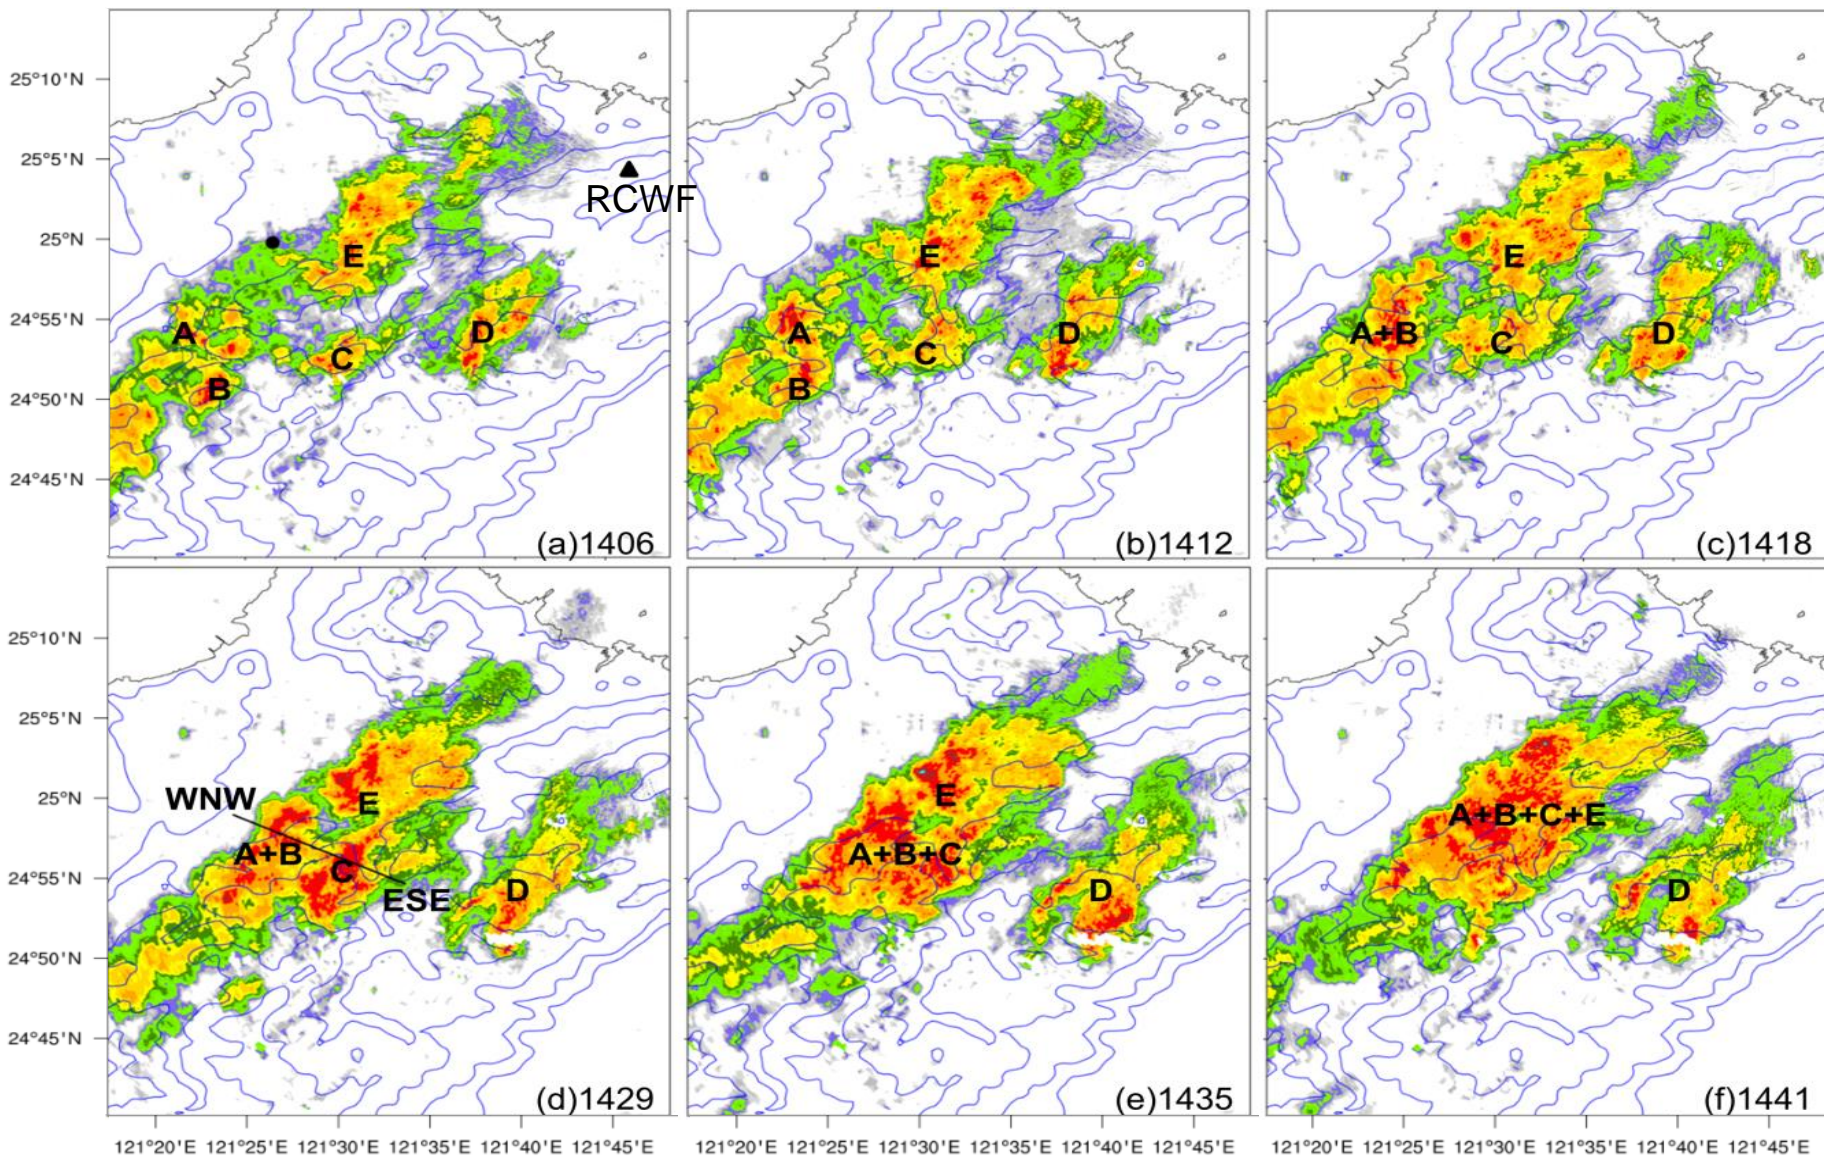 25°10'N
25°5'N
25°N
24°55'N
24°50'N
24°45'N
RCWF
E
A
B
C
D
(a)1406
E
A
B
C
D
(b)1412
E
A+B
C
D
(c)1418
25°10'N
25°5'N
25°N
24°55'N
24°50'N
24°45'N
WNW
E
A+B
C
ESE
D
(d)1429
E
A+B+C
D
(e)1435
A+B+C+E
D
(f)1441
121°20'E 121°25'E 121°30'E 121°35'E 121°40'E 121°45'E
121°20'E 121°25'E 121°30'E 121°35'E 121°40'E 121°45'E
121°20'E 121°25'E 121°30'E 121°35'E 121°40'E 121°45'E